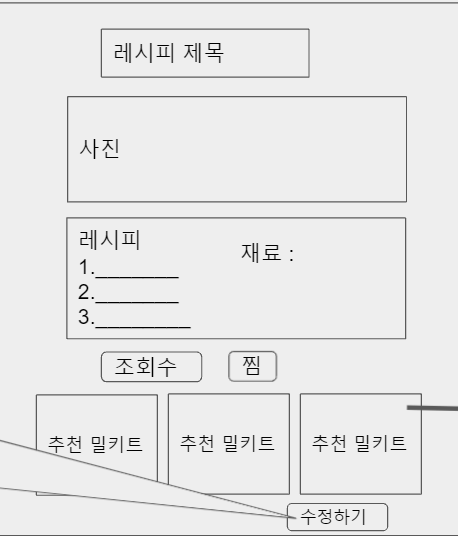 레시피 제목
사진
레시피
재료 :
1._______
2._______
3.________
조회수
찜
추천 밀키트
추천 밀키트
추천 밀키트
수정하기